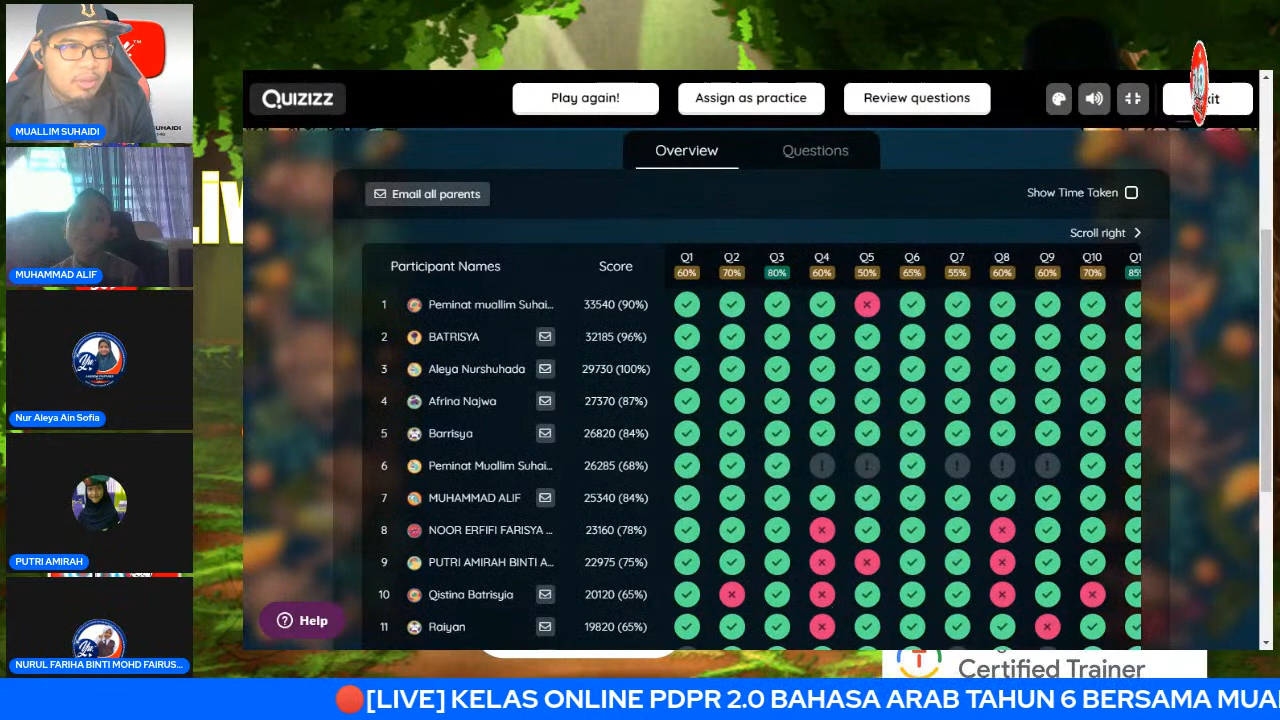 MUALLIM SUHAIDI
MUHAMMAD ALIF
Nur Aleya Ain Sofia
PUTRI AMIRAH
NURUL FARIHA BINTI MOHD FAIRUS...
QUIZIZZ
Play again!
Assign as practice
Review questions
Overview
Questions
Email all parents
Show Time Taken
Scroll right
Participant Names Score Q1 Q2 Q3 Q4 Q5 Q6 Q7 Q8 Q9 Q10
60% 70% 80% 60% 50% 65% 55% 60% 60% 70%
1 Peminat muallim Suhai... 33540 (90%)
2 BATRISYA 32185 (96%)
3 Aleya Nurshuhada 29730 (100%)
4 Afrina Najwa 27370 (87%)
5 Barrisya 26820 (84%)
6 Peminat Muallim Suhai... 26285 (68%)
7 MUHAMMAD ALIF 25340 (84%)
8 NOOR ERFIFI FARISYA ... 23160 (78%)
9 PUTRI AMIRAH BINTI A... 22975 (75%)
10 Qistina Batrisyia 20120 (65%)
11 Raiyan 19820 (65%)
Help
Certified Trainer
[LIVE] KELAS ONLINE PDPR 2.0 BAHASA ARAB TAHUN 6 BERSAMA MUA